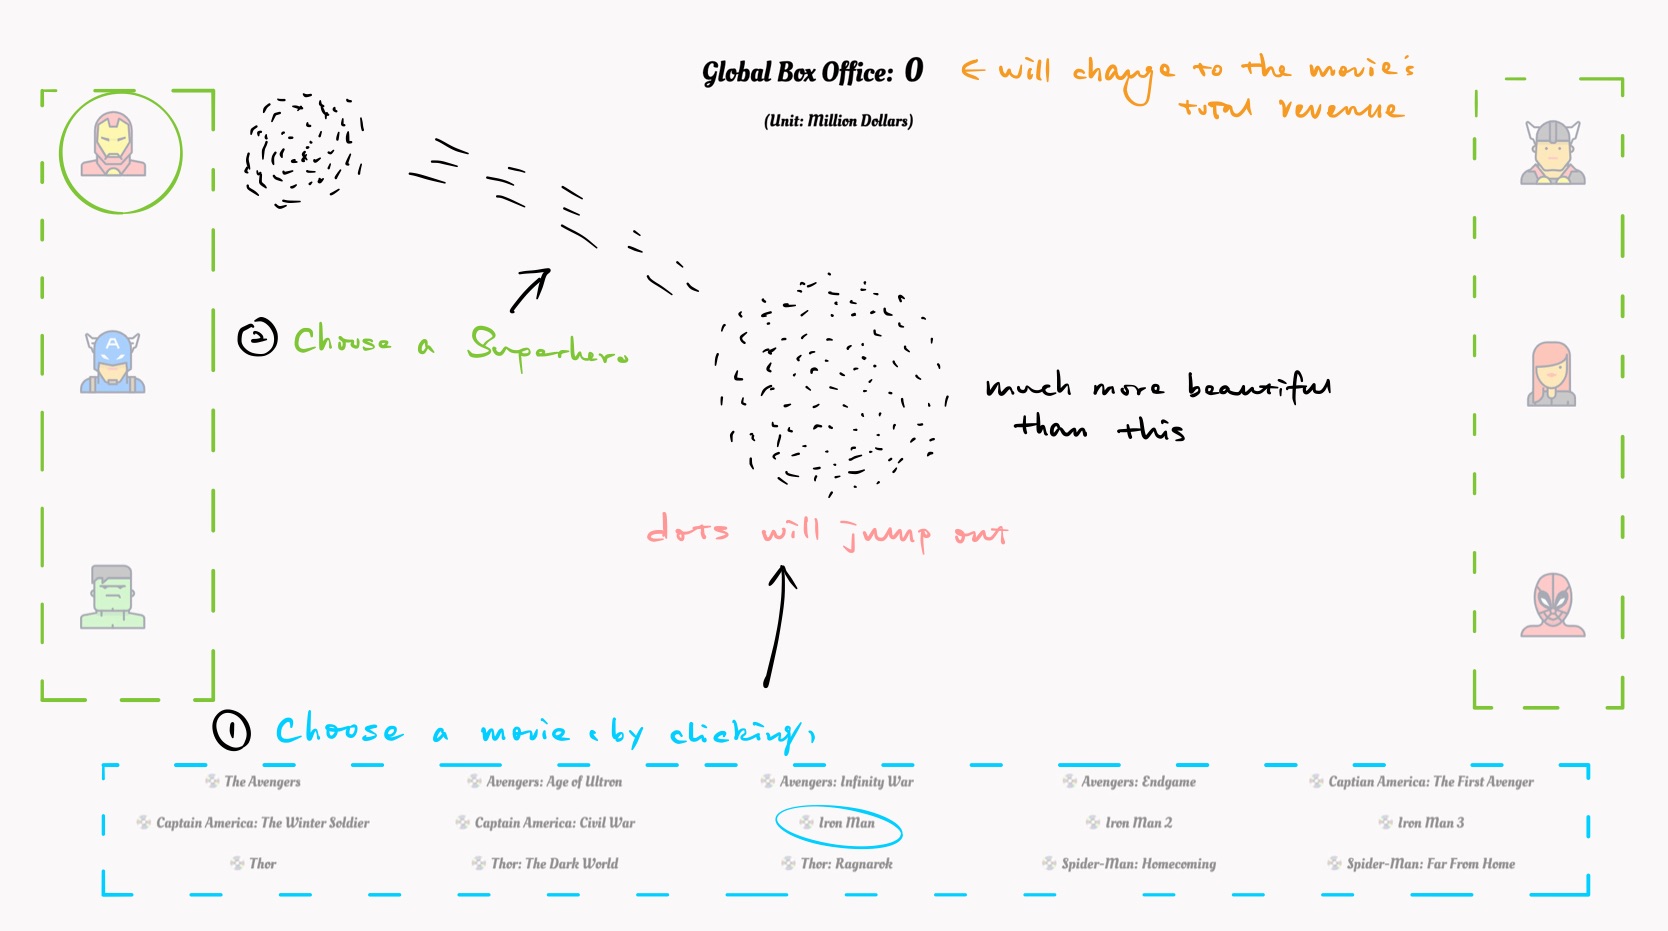 Global Box Office: 0
← will change to the movie's
total revenue
(Unit: Million Dollars)
A
② Choose a Superhero
much more beautiful
than this
dots will jump out
① Choose a movie (by clicking)
The Avengers
Avengers: Age of Ultron
Avengers: Infinity War
Avengers: Endgame
Captian America: The First Avenger
Captain America: The Winter Soldier
Captain America: Civil War
Iron Man
Iron Man 2
Iron Man 3
Thor
Thor: The Dark World
Thor: Ragnarok
Spider-Man: Homecoming
Spider-Man: Far From Home